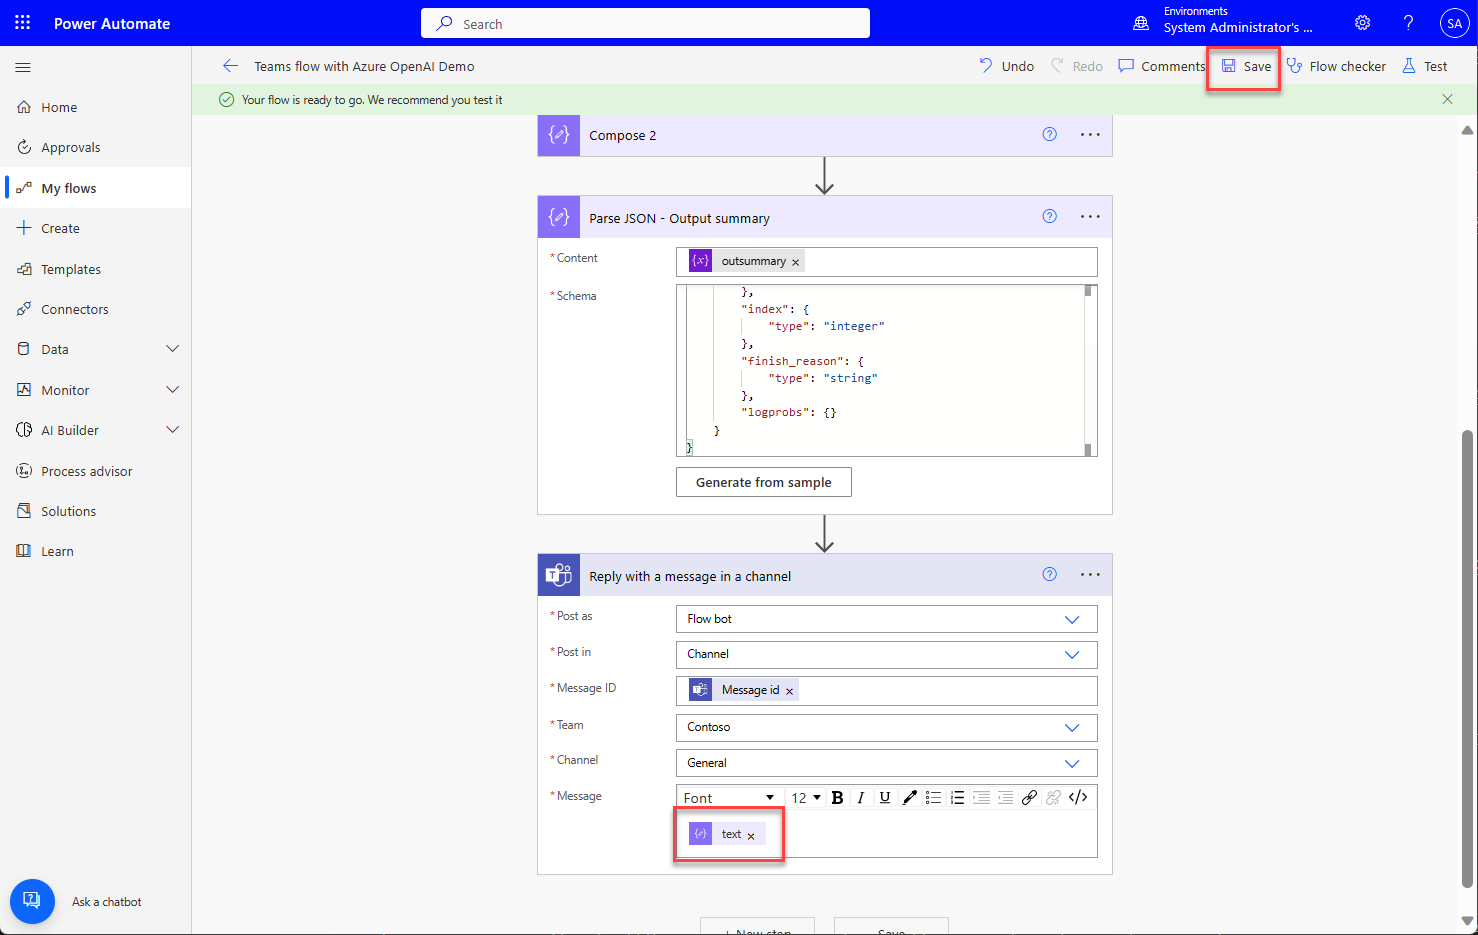 Power Automate
Search
Environments
System Administrator's ...
SA
Teams flow with Azure OpenAI Demo
Undo
Redo
Comments
Save
Flow checker
Test
Your flow is ready to go. We recommend you test it
Home
Approvals
My flows
Create
Templates
Connectors
Data
Monitor
AI Builder
Process advisor
Solutions
Learn
Ask a chatbot
Compose 2
Parse JSON - Output summary
* Content
outsummary ×
* Schema
},
"index": {
"type": "integer"
},
"finish_reason": {
"type": "string"
},
"logprobs": {}
}
}
Generate from sample
Reply with a message in a channel
* Post as
Flow bot
* Post in
Channel
* Message ID
Message id ×
* Team
Contoso
* Channel
General
* Message
Font 12 B I U </>
text ×
+ New step
Save